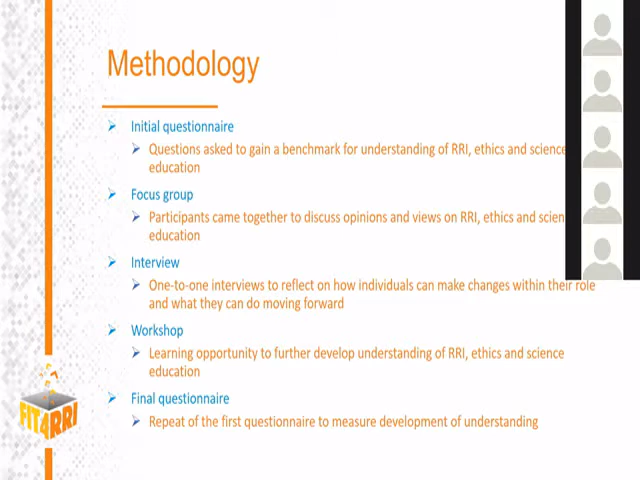 Methodology
Initial questionnaire
Questions asked to gain a benchmark for understanding of RRI, ethics and science
education
Focus group
Participants came together to discuss opinions and views on RRI, ethics and scien
education
Interview
One-to-one interviews to reflect on how individuals can make changes within their role
and what they can do moving forward
Workshop
Learning opportunity to further develop understanding of RRI, ethics and science
education
Final questionnaire
Repeat of the first questionnaire to measure development of understanding
FIT4RRI